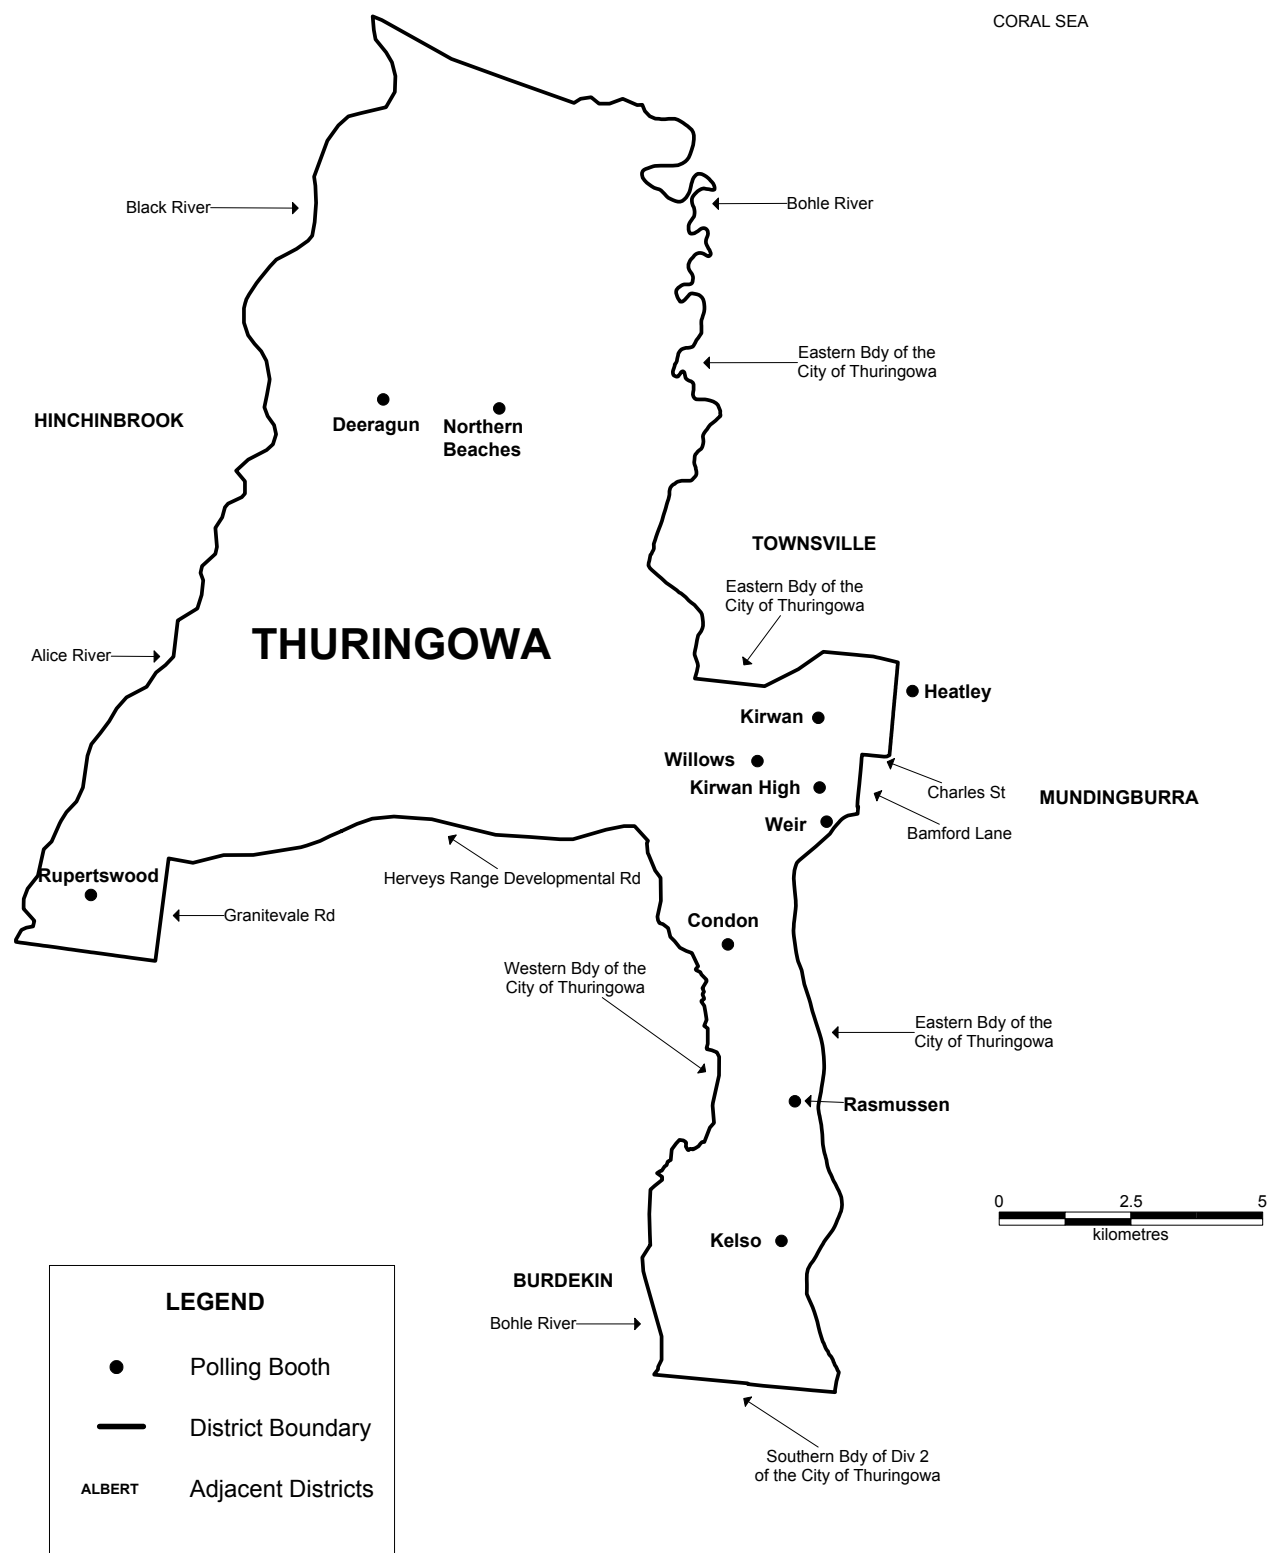 CORAL SEA
Black River
Bohle River
Eastern Bdy of the
City of Thuringowa
HINCHINBROOK
Deeragun
Northern
Beaches
TOWNSVILLE
Eastern Bdy of the
City of Thuringowa
THURINGOWA
Alice River
Heatley
Kirwan
Willows
Kirwan High
Charles St
MUNDINGBURRA
Weir
Bamford Lane
Rupertswood
Herveys Range Developmental Rd
Granitevale Rd
Condon
Western Bdy of the
City of Thuringowa
Eastern Bdy of the
City of Thuringowa
Rasmussen
0 2.5 5
kilometres
Kelso
BURDEKIN
Bohle River
Southern Bdy of Div 2
of the City of Thuringowa
LEGEND
Polling Booth
District Boundary
ALBERT Adjacent Districts